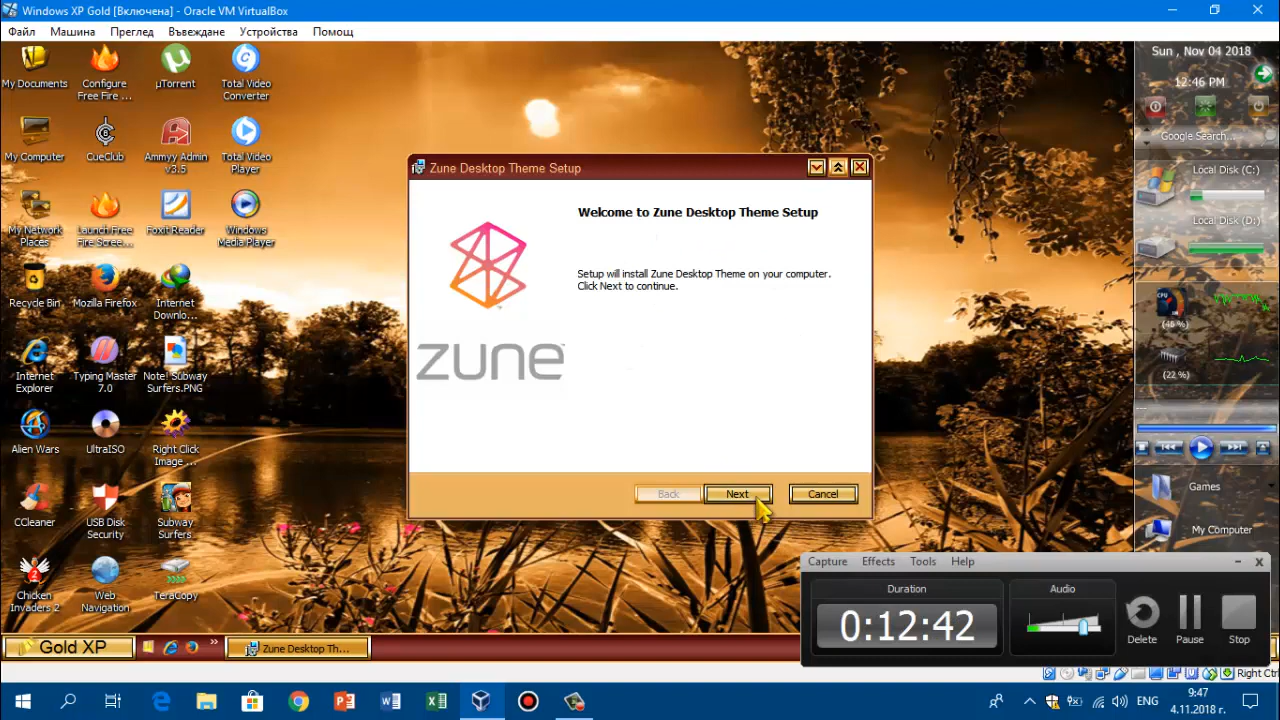 Windows XP Gold [Включена] - Oracle VM VirtualBox
Файл Машина Преглед Въвеждане Устройства Помощ
My Documents
Configure
Free Fire ...
µTorrent
Total Video
Converter
My Computer
CueClub
Ammyy Admin
v3.5
Total Video
Player
My Network
Places
Launch Free
Fire Scree...
Foxit Reader
Windows
Media Player
Recycle Bin
Mozilla Firefox
Internet
Downlo...
Internet
Explorer
Typing Master
7.0
Note! Subway
Surfers.PNG
Alien Wars
UltraISO
Right Click
Image ...
CCleaner
USB Disk
Security
Subway
Surfers
Chicken
Invaders 2
Web
Navigation
TeraCopy
Zune Desktop Theme Setup
Welcome to Zune Desktop Theme Setup
Setup will install Zune Desktop Theme on your computer.
Click Next to continue.
zune
Back Next Cancel
Sun , Nov 04 2018
12:46 PM
Google Search...
Local Disk (C:)
Local Disk (D:)
CPU
(46 %)
(22 %)
Games
My Computer
Capture Effects Tools Help
Duration
0:12:42
Audio
Delete Pause Stop
Gold XP
»
Zune Desktop Th...
Right Ctrl
ENG
9:47
4.11.2018 г.